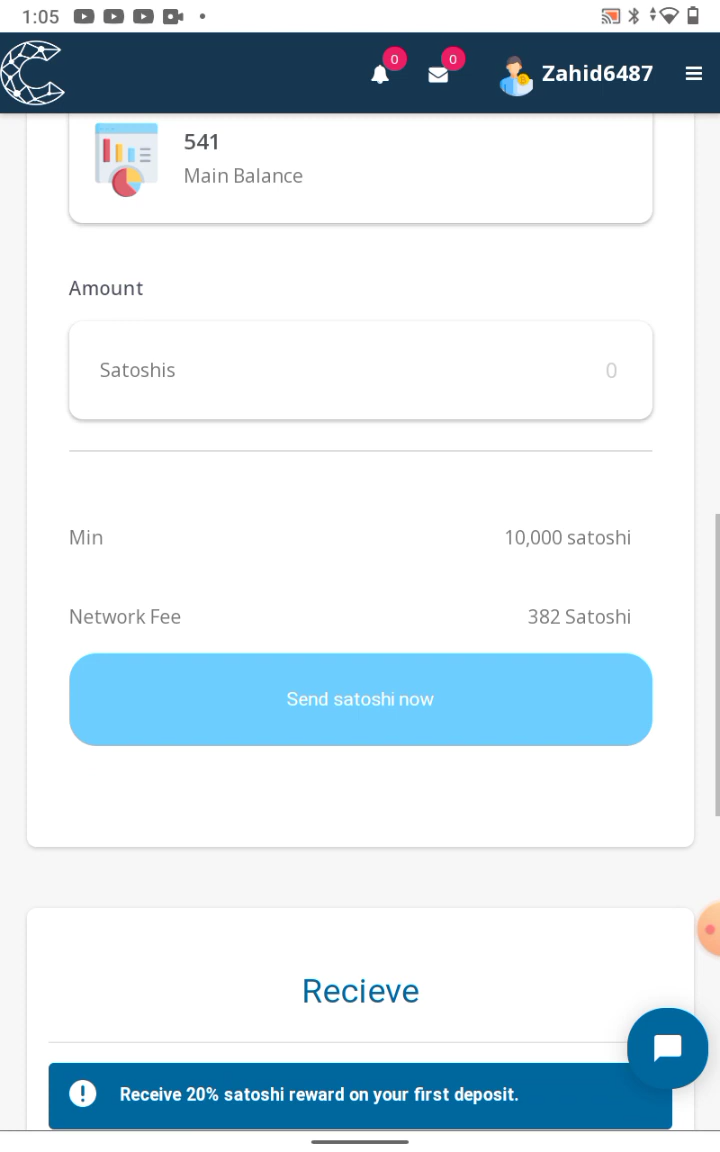 1:05
0
0
Zahid6487
541
Main Balance
Amount
Satoshis 0
Min 10,000 satoshi
Network Fee 382 Satoshi
Send satoshi now
Recieve
Receive 20% satoshi reward on your first deposit.